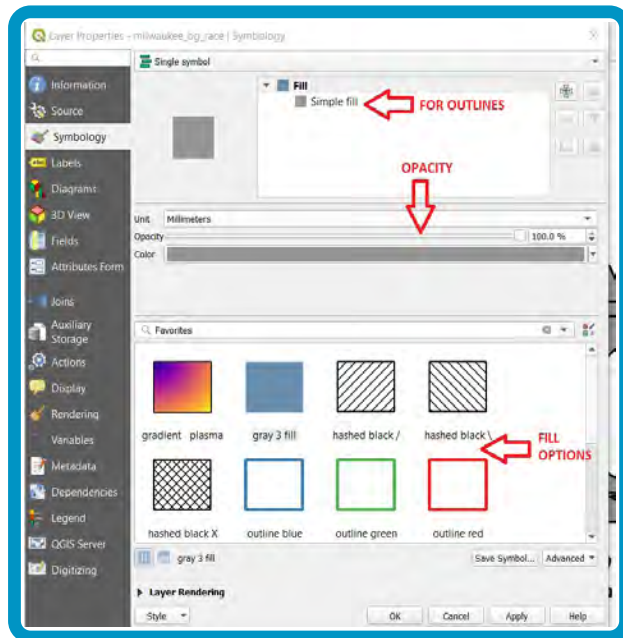 Layer Properties - milwaukee_bg_race | Symbology
Single symbol
Information
Source
Symbology
Labels
Diagrams
3D View
Fields
Attributes Form
Joins
Auxiliary
Storage
Actions
Display
Rendering
Variables
Metadata
Dependencies
Legend
QGIS Server
Digitizing
Fill
Simple fill
FOR OUTLINES
OPACITY
Unit Millimeters
Opacity 100.0 %
Color
Favorites
gradient plasma
gray 3 fill
hashed black /
hashed black \
FILL
OPTIONS
hashed black X
outline blue
outline green
outline red
gray 3 fill
Save Symbol...
Advanced
Layer Rendering
Style
OK
Cancel
Apply
Help